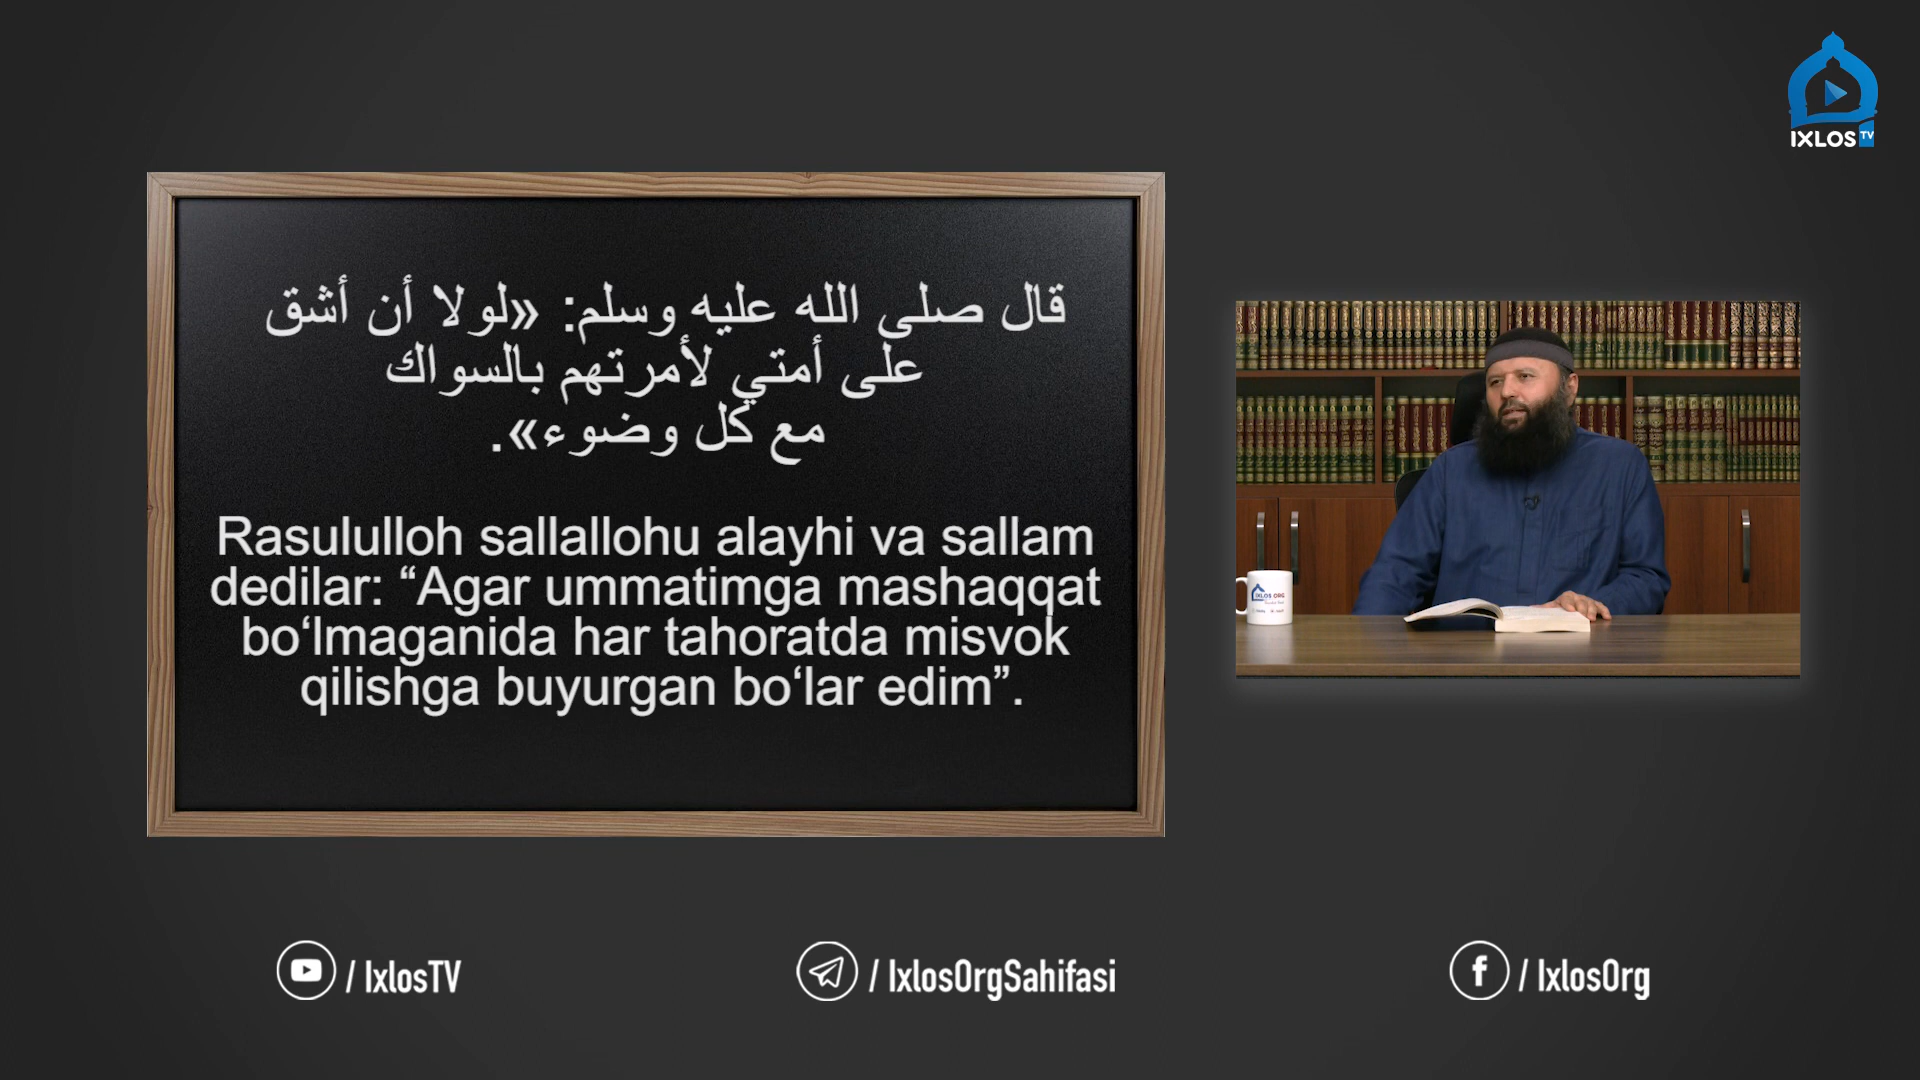 IXLOS TV
قال صلى الله عليه وسلم: «لولا أن أشق
على أمتي لأمرتهم بالسواك
مع كل وضوء».
Rasululloh sallallohu alayhi va sallam
dedilar: “Agar ummatimga mashaqqat
bo‘lmaganida har tahoratda misvok
qilishga buyurgan bo‘lar edim”.
IXLOS ORG
/ IxlosTV
/ IxlosOrgSahifasi
/ IxlosOrg